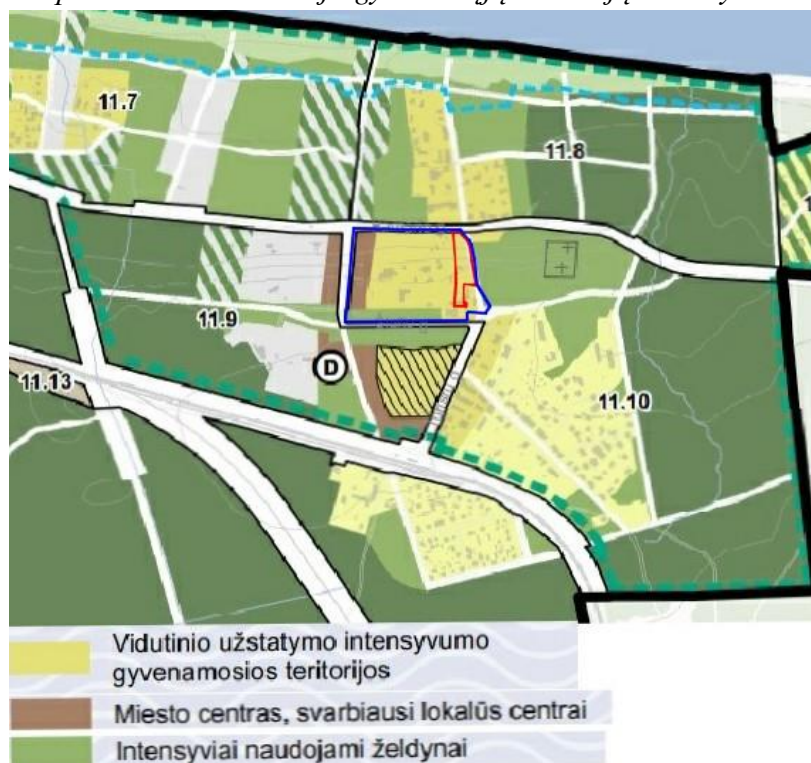 11.7
11.8
11.9
D
11.13
11.10
Vidutinio užstatymo intensyvumo
gyvenamosios teritorijos
Miesto centras, svarbiausi lokalūs centrai
Intensyviai naudojami želdynai